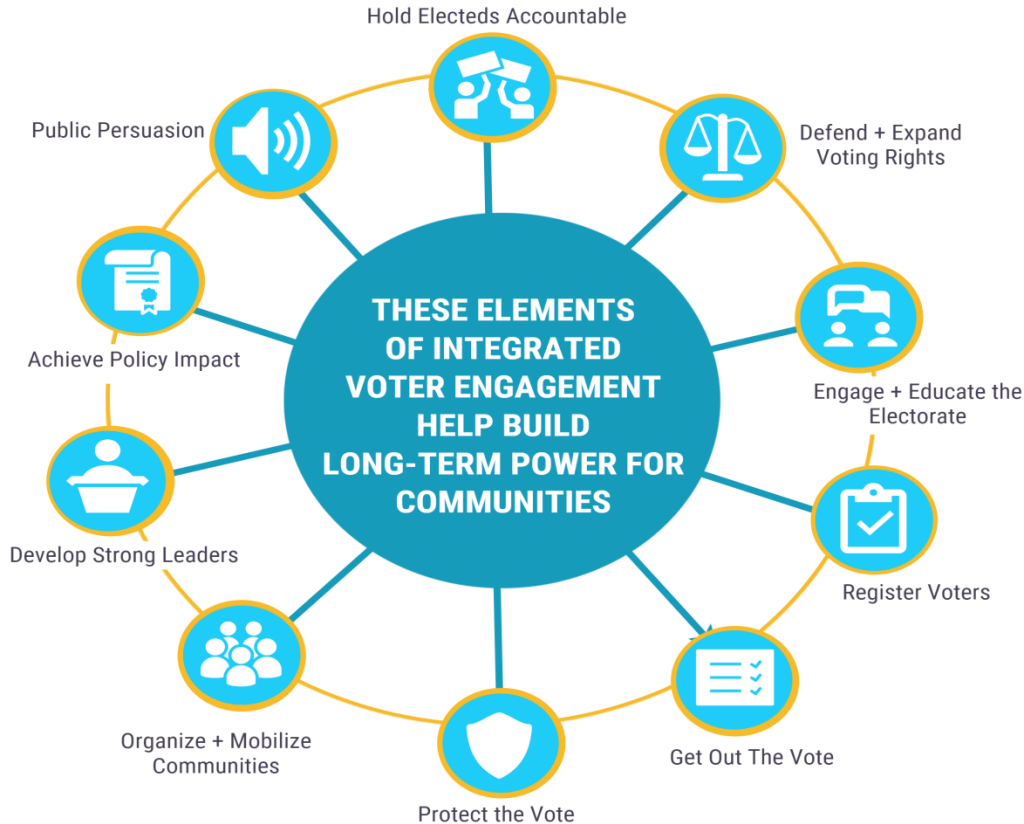 Hold Electeds Accountable
Public Persuasion
Defend + Expand
Voting Rights
THESE ELEMENTS
OF INTEGRATED
VOTER ENGAGEMENT
HELP BUILD
LONG-TERM POWER FOR
COMMUNITIES
Achieve Policy Impact
Engage + Educate the
Electorate
Develop Strong Leaders
Register Voters
Organize + Mobilize
Communities
Get Out The Vote
Protect the Vote